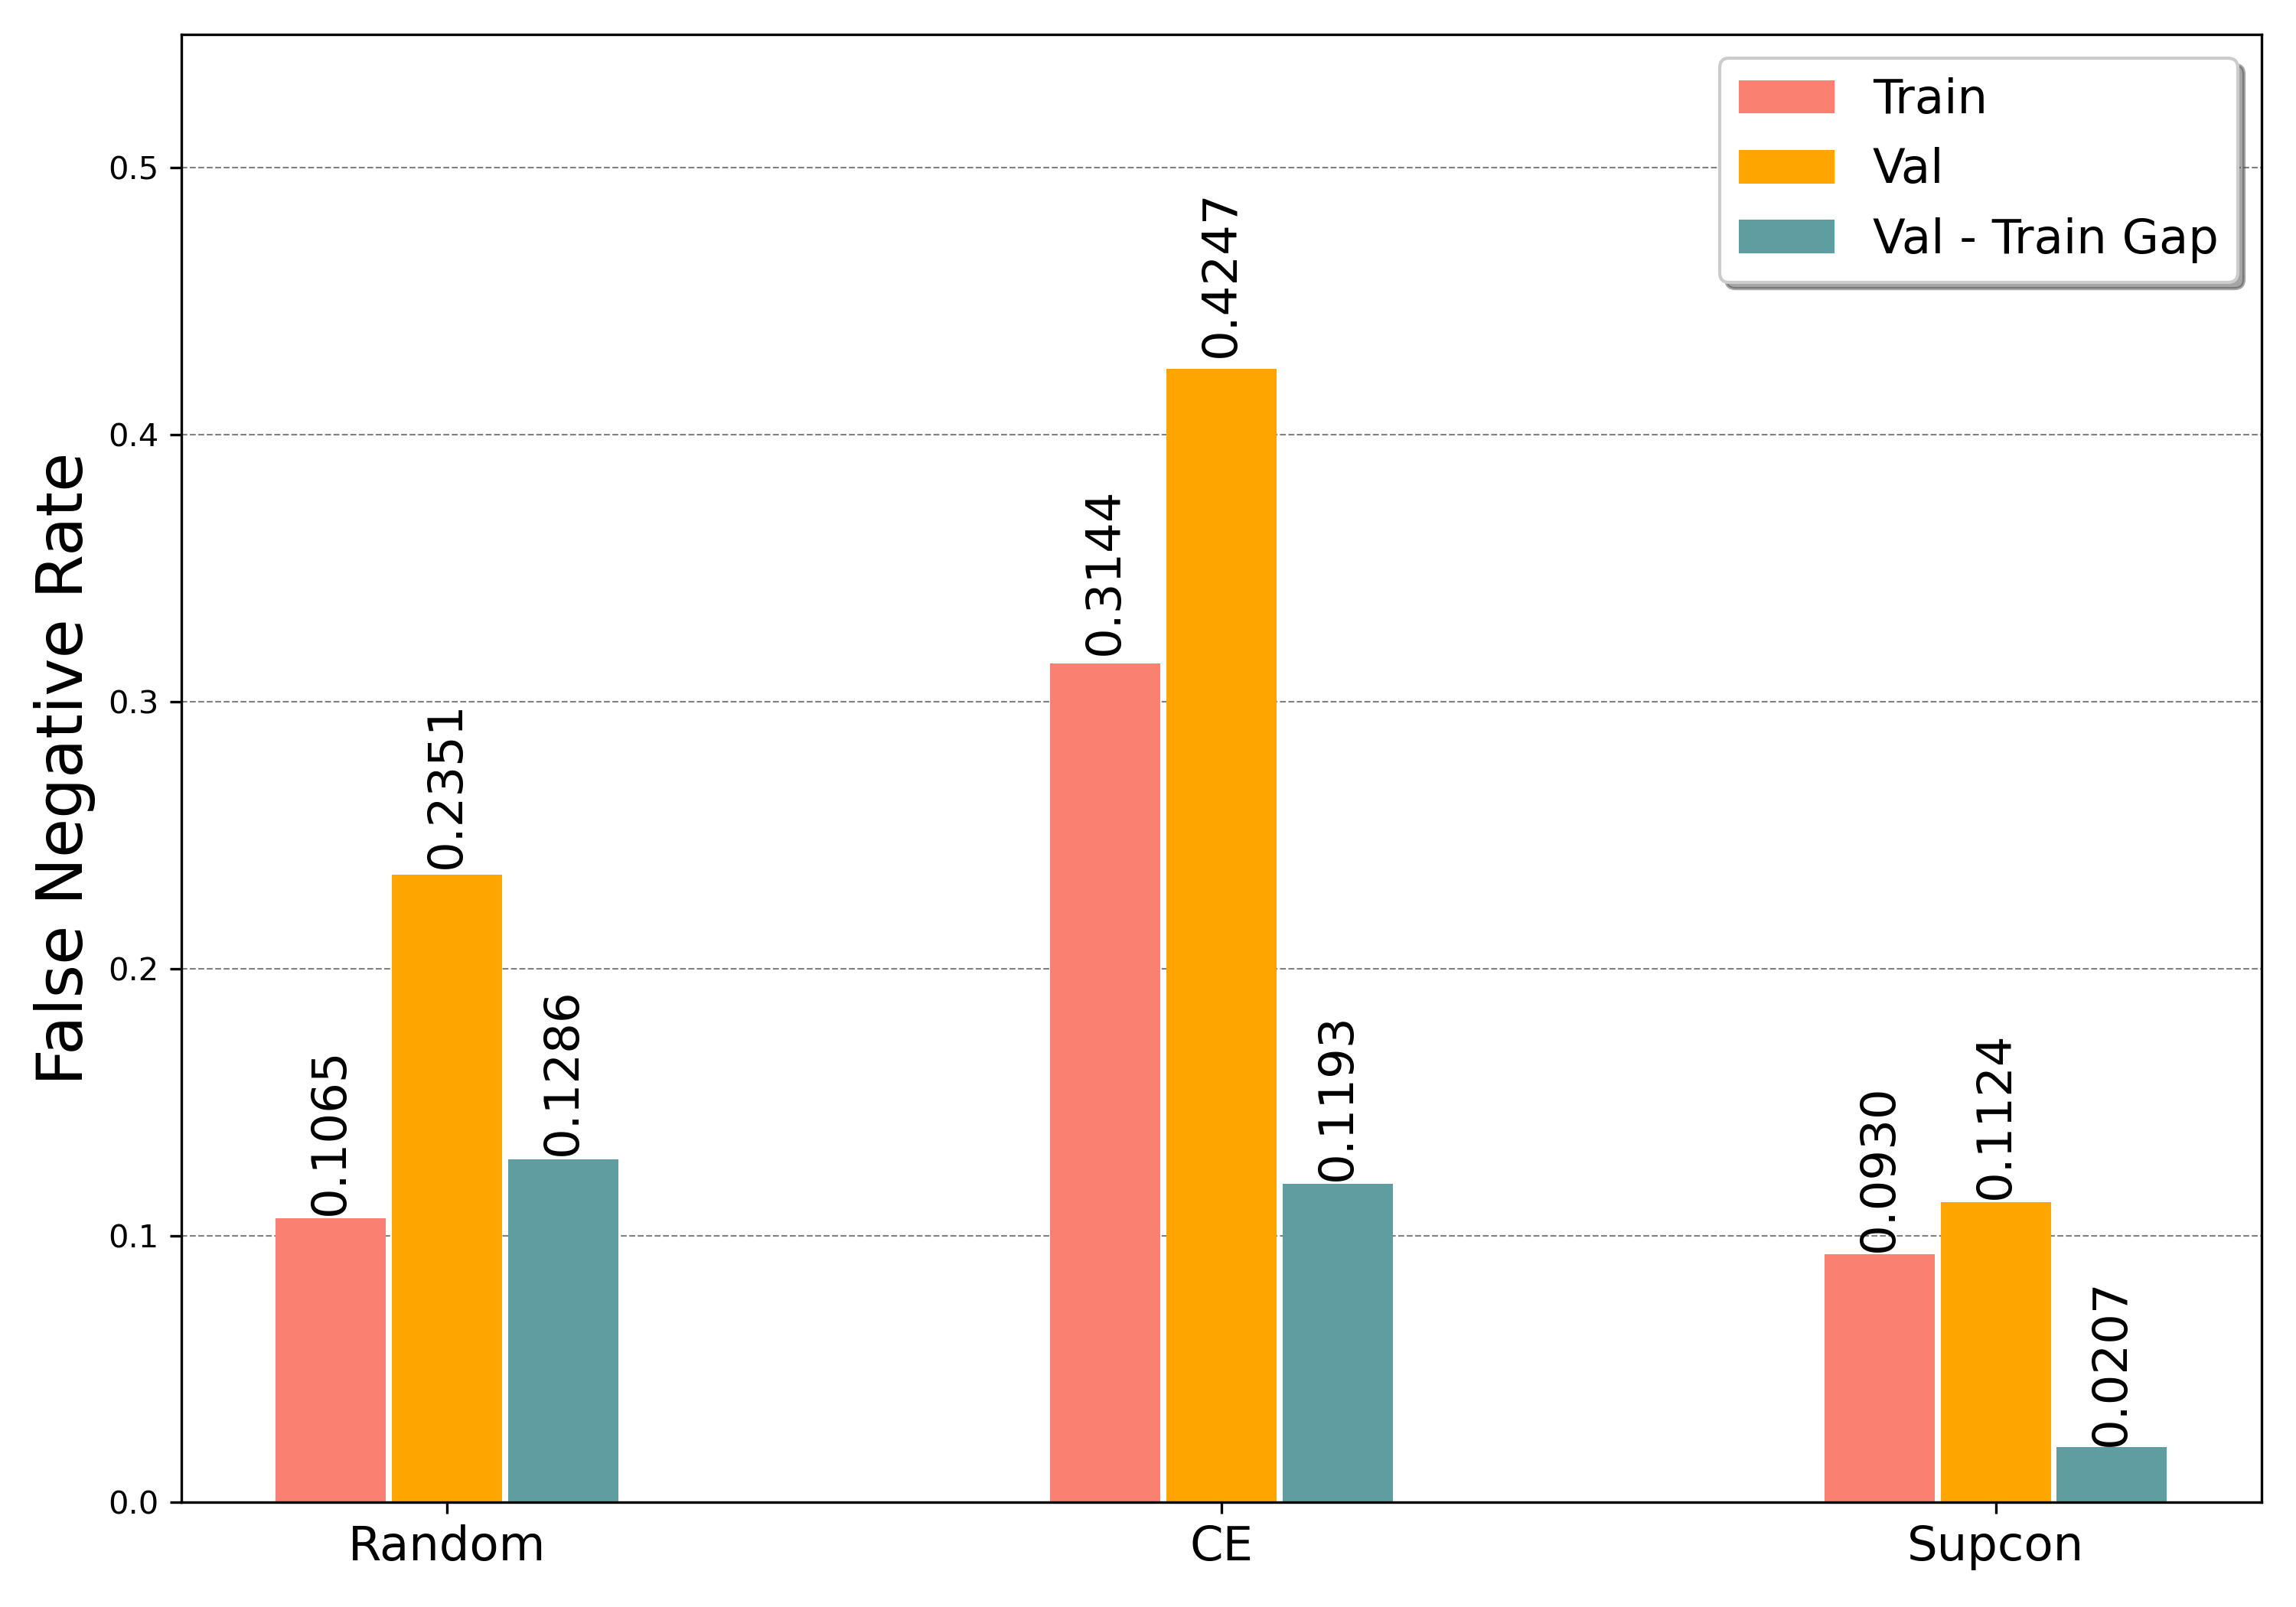 False Negative Rate
0.5
0.4
0.3
0.2
0.1
0.0
0.1065
0.2351
0.1286
0.3144
0.4247
0.1193
0.0930
0.1124
0.0207
Train
Val
Val - Train Gap
Random
CE
Supcon